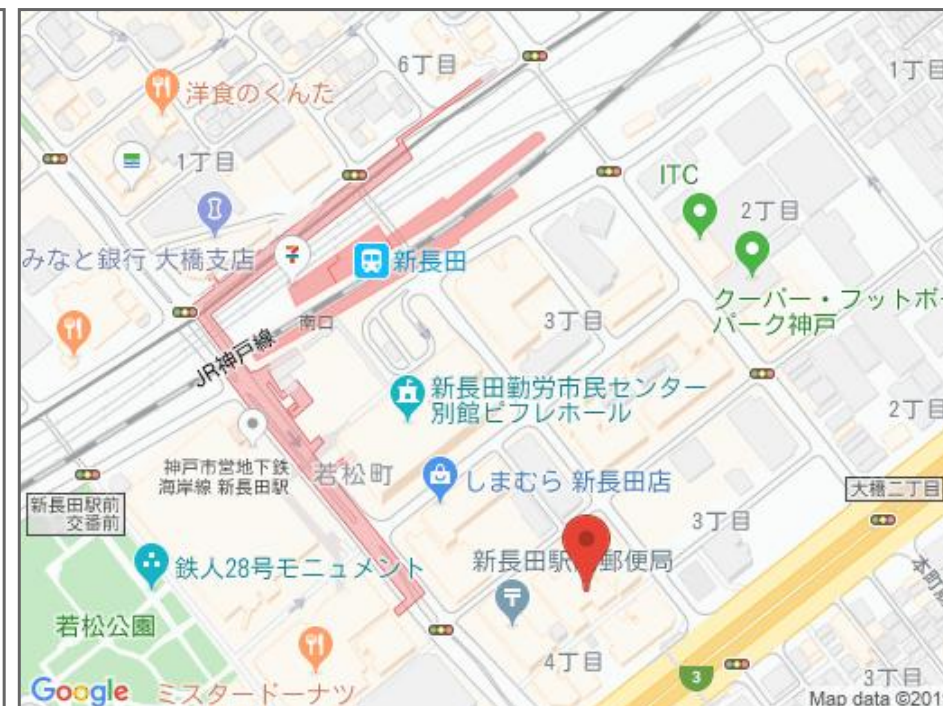 6丁目
1丁目
洋食のくんた
1丁目
ITC
2丁目
みなと銀行 大橋支店
新長田
クーパー・フットボ
パーク神戸
南口
3丁目
JR神戸線
新長田勤労市民センター
別館ピフレホール
2丁目
神戸市営地下鉄
海岸線 新長田駅
若松町
しまむら 新長田店
大橋二丁目
新長田駅前
交番前
3丁目
鉄人28号モニュメント
新長田駅
郵便局
若松公園
4丁目
3
3丁目
Google
ミスタードーナツ
Map data ©201